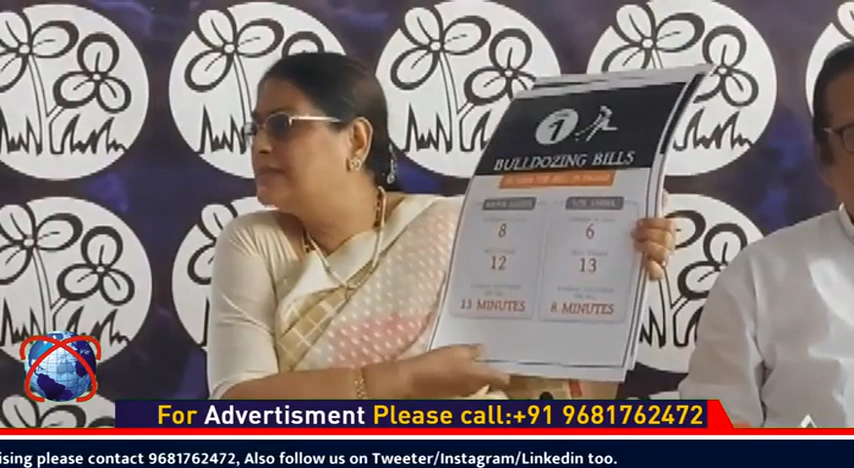 7
BULLDOZING BILLS
8
6
12
13
13 MINUTES
8 MINUTES
For Advertisment Please call:+91 9681762472
ising please contact 9681762472, Also follow us on Tweeter/Instagram/Linkedin too.